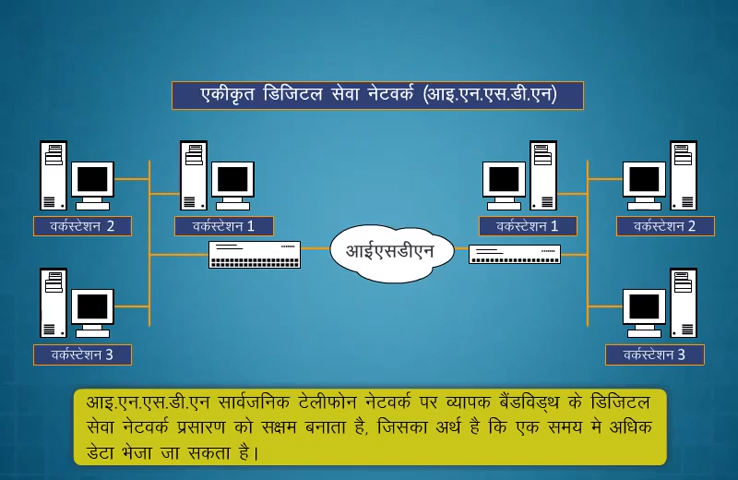 एकीकृत डिजिटल सेवा नेटवर्क (आइ.एन.एस.डी.एन)
वर्कस्टेशन 2
वर्कस्टेशन 1
वर्कस्टेशन 1
वर्कस्टेशन 2
आईएसडीएन
वर्कस्टेशन 3
वर्कस्टेशन 3
आइ.एन.एस.डी.एन सार्वजनिक टेलीफोन नेटवर्क पर व्यापक बैंडविड्थ के डिजिटल
सेवा नेटवर्क प्रसारण को सक्षम बनाता है, जिसका अर्थ है कि एक समय मे अधिक
डेटा भेजा जा सकता है।